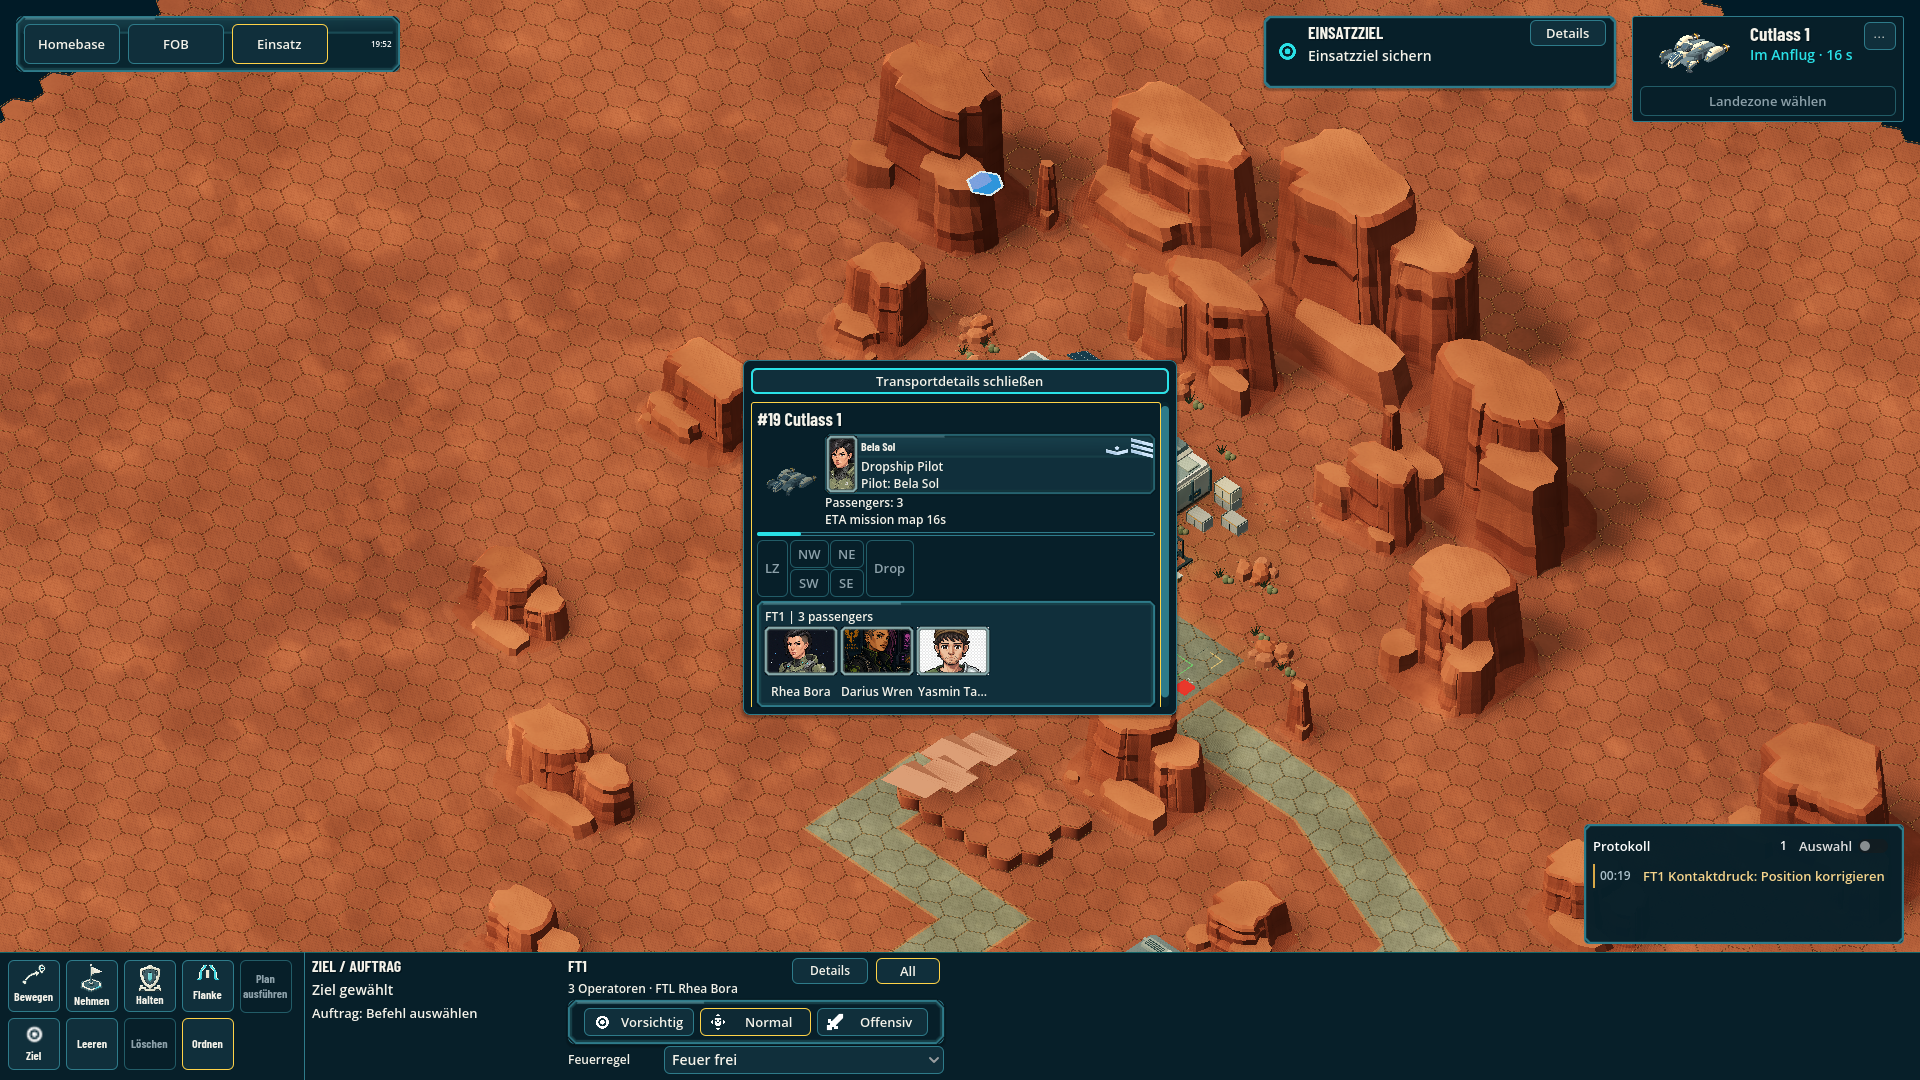 Homebase
FOB
Einsatz
19:52
EINSATZZIEL
Einsatzziel sichern
Details
Cutlass 1
Im Anflug · 16 s
...
Landezone wählen
Transportdetails schließen
#19 Cutlass 1
Bela Sol
Dropship Pilot
Pilot: Bela Sol
Passengers: 3
ETA mission map 16s
LZ
NW
NE
SW
SE
Drop
FT1 | 3 passengers
Rhea Bora
Darius Wren
Yasmin Ta...
Protokoll
1
Auswahl
00:19
FT1 Kontaktdruck: Position korrigieren
Bewegen
Nehmen
Halten
Flanke
Plan ausführen
Ziel
Leeren
Löschen
Ordnen
ZIEL / AUFTRAG
Ziel gewählt
Auftrag: Befehl auswählen
FT1
Details
All
3 Operatoren · FTL Rhea Bora
Vorsichtig
Normal
Offensiv
Feuerregel
Feuer frei